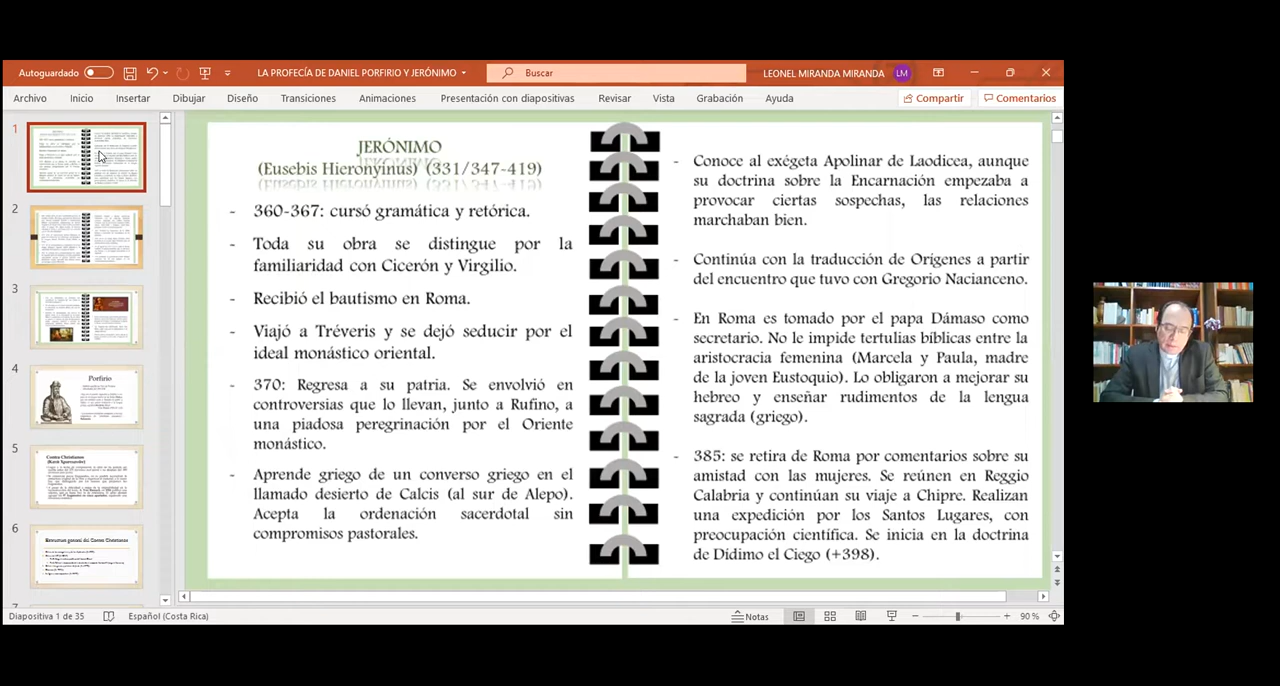 Autoguardado
LA PROFECÍA DE DANIEL PORFIRIO Y JERÓNIMO
Buscar
LEONEL MIRANDA MIRANDA
LM
Archivo
Inicio
Insertar
Dibujar
Diseño
Transiciones
Animaciones
Presentación con diapositivas
Revisar
Vista
Grabación
Ayuda
Compartir
Comentarios
1
2
3
4
Porfirio
5
Contra Christianos
6
Estructura general del Contra Christianos
7
JERÓNIMO
(Eusebis Hieronyinus) (331/347-419)
- 360-367: cursó gramática y retórica.
- Toda su obra se distingue por la
familiaridad con Cicerón y Virgilio.
- Recibió el bautismo en Roma.
- Viajó a Tréveris y se dejó seducir por el
ideal monástico oriental.
- 370: Regresa a su patria. Se envolvió en
controversias que lo llevan, junto a Rufino, a
una piadosa peregrinación por el Oriente
monástico.
- Aprende griego de un converso griego en el
llamado desierto de Calcis (al sur de Alepo).
Acepta la ordenación sacerdotal sin
compromisos pastorales.
- Conoce al exégeta Apolinar de Laodicea, aunque
su doctrina sobre la Encarnación empezaba a
provocar ciertas sospechas, las relaciones
marchaban bien.
- Continúa con la traducción de Orígenes a partir
del encuentro que tuvo con Gregorio Nacianceno.
- En Roma es tomado por el papa Dámaso como
secretario. No le impide tertulias bíblicas entre la
aristocracia femenina (Marcela y Paula, madre
de la joven Eustoquio). Lo obligaron a mejorar su
hebreo y enseñar rudimentos de la lengua
sagrada (griego).
- 385: se retira de Roma por comentarios sobre su
amistad con las mujeres. Se reúnen en Reggio
Calabria y continúan su viaje a Chipre. Realizan
una expedición por los Santos Lugares, con
preocupación científica. Se inicia en la doctrina
de Dídimo el Ciego (+398).
Diapositiva 1 de 35
Español (Costa Rica)
Notas
90 %